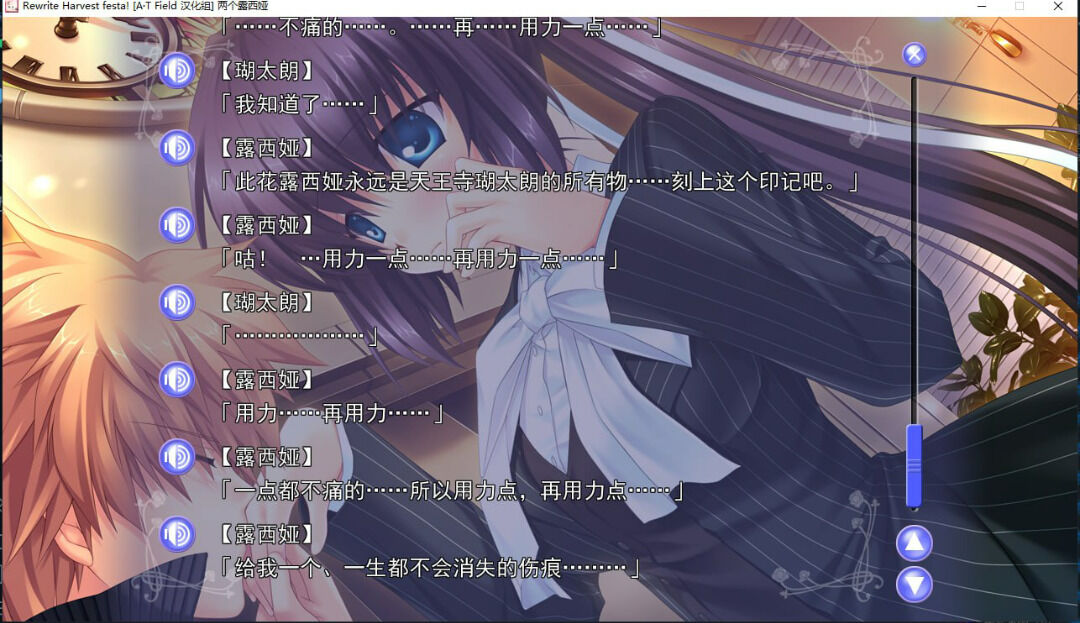 Rewrite Harvest festa! [A-T Field 汉化组] 两个露西娅
「……不痛的……。……再……用力一点……」
【瑚太朗】
「我知道了……」
【露西娅】
「此花露西娅永远是天王寺瑚太朗的所有物……刻上这个印记吧。」
【露西娅】
「咕！　…用力一点……再用力一点……」
【瑚太朗】
「………………」
【露西娅】
「用力……再用力……」
【露西娅】
「一点都不痛的……所以用力点，再用力点……」
【露西娅】
「给我一个、一生都不会消失的伤痕………」